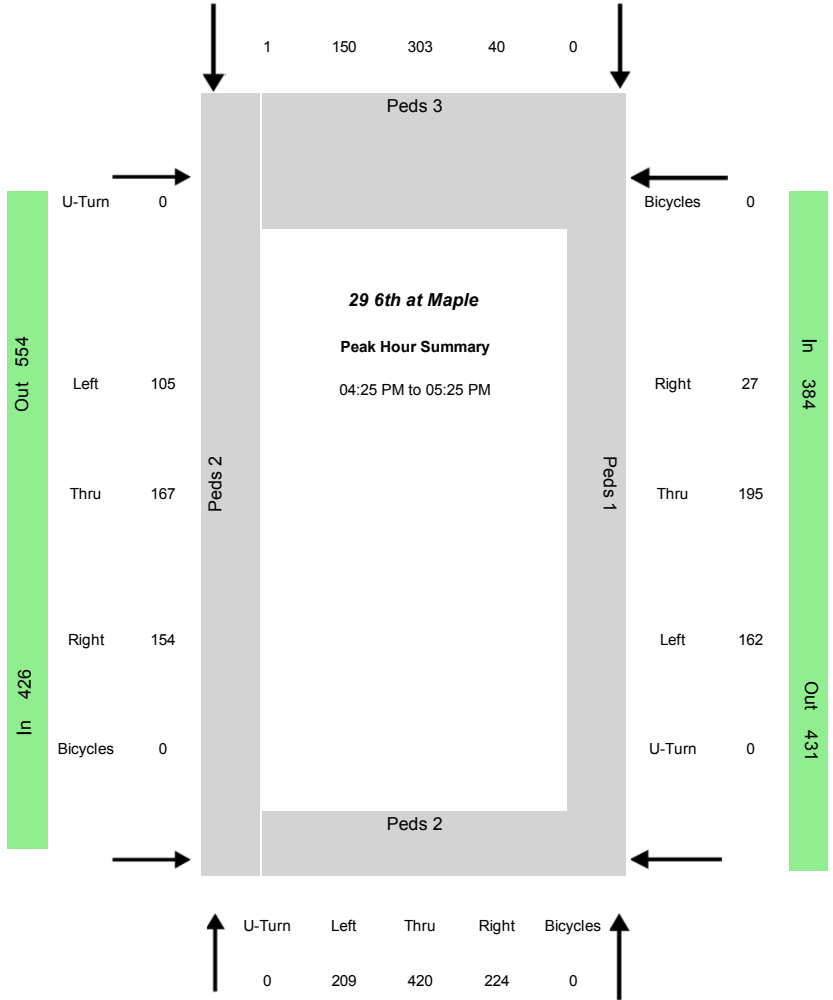 1 150 303 40 0
Peds 3
U-Turn 0
Bicycles 0
29 6th at Maple
Peak Hour Summary
04:25 PM to 05:25 PM
Out 554
In 384
Left 105
Right 27
Peds 2
Peds 1
Thru 167
Thru 195
Right 154
Left 162
In 426
Out 431
Bicycles 0
U-Turn 0
Peds 2
U-Turn Left Thru Right Bicycles
0 209 420 224 0